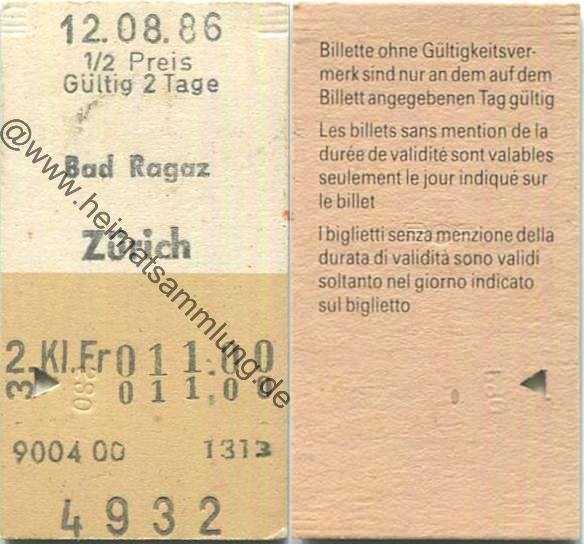 12.08.86
1/2 Preis
Gültig 2 Tage
Bad Ragaz
Zürich
2.Kl.Fr 011.00
3 011.00
9004 00 1313
4932
@www.heimatsammlung.de
Billette ohne Gültigkeitsver-
merk sind nur an dem auf dem
Billett angegebenen Tag gültig
Les billets sans mention de la
durée de validité sont valables
seulement le jour indiqué sur
le billet
I biglietti senza menzione della
durata di validità sono validi
soltanto nel giorno indicato
sul biglietto